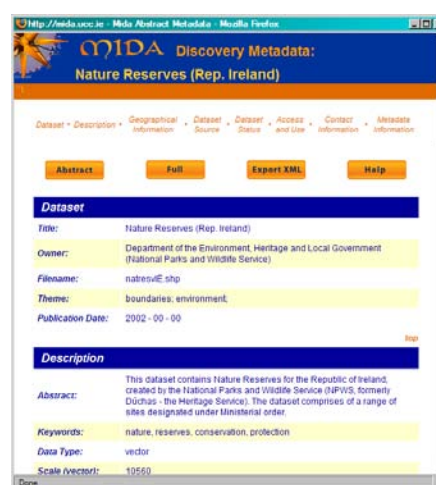 http://mida.ucc.ie - Mida Abstract Metadata - Mozilla Firefox
MIDA Discovery Metadata:
Nature Reserves (Rep. Ireland)
Dataset • Description • Geographical Information • Dataset Source • Dataset Status • Access and Use • Contact Information • Metadata Information
Abstract Full Export XML Help
Dataset
Title: Nature Reserves (Rep. Ireland)
Owner: Department of the Environment, Heritage and Local Government
(National Parks and Wildlife Service)
Filename: natresvIE.shp
Theme: boundaries; environment;
Publication Date: 2002 - 00 - 00
top
Description
Abstract: This dataset contains Nature Reserves for the Republic of Ireland,
created by the National Parks and Wildlife Service (NPWS, formerly
Dúchas - the Heritage Service). The dataset comprises of a range of
sites designated under Ministerial order.
Keywords: nature, reserves, conservation, protection
Data Type: vector
Scale (vector): 10560
Done